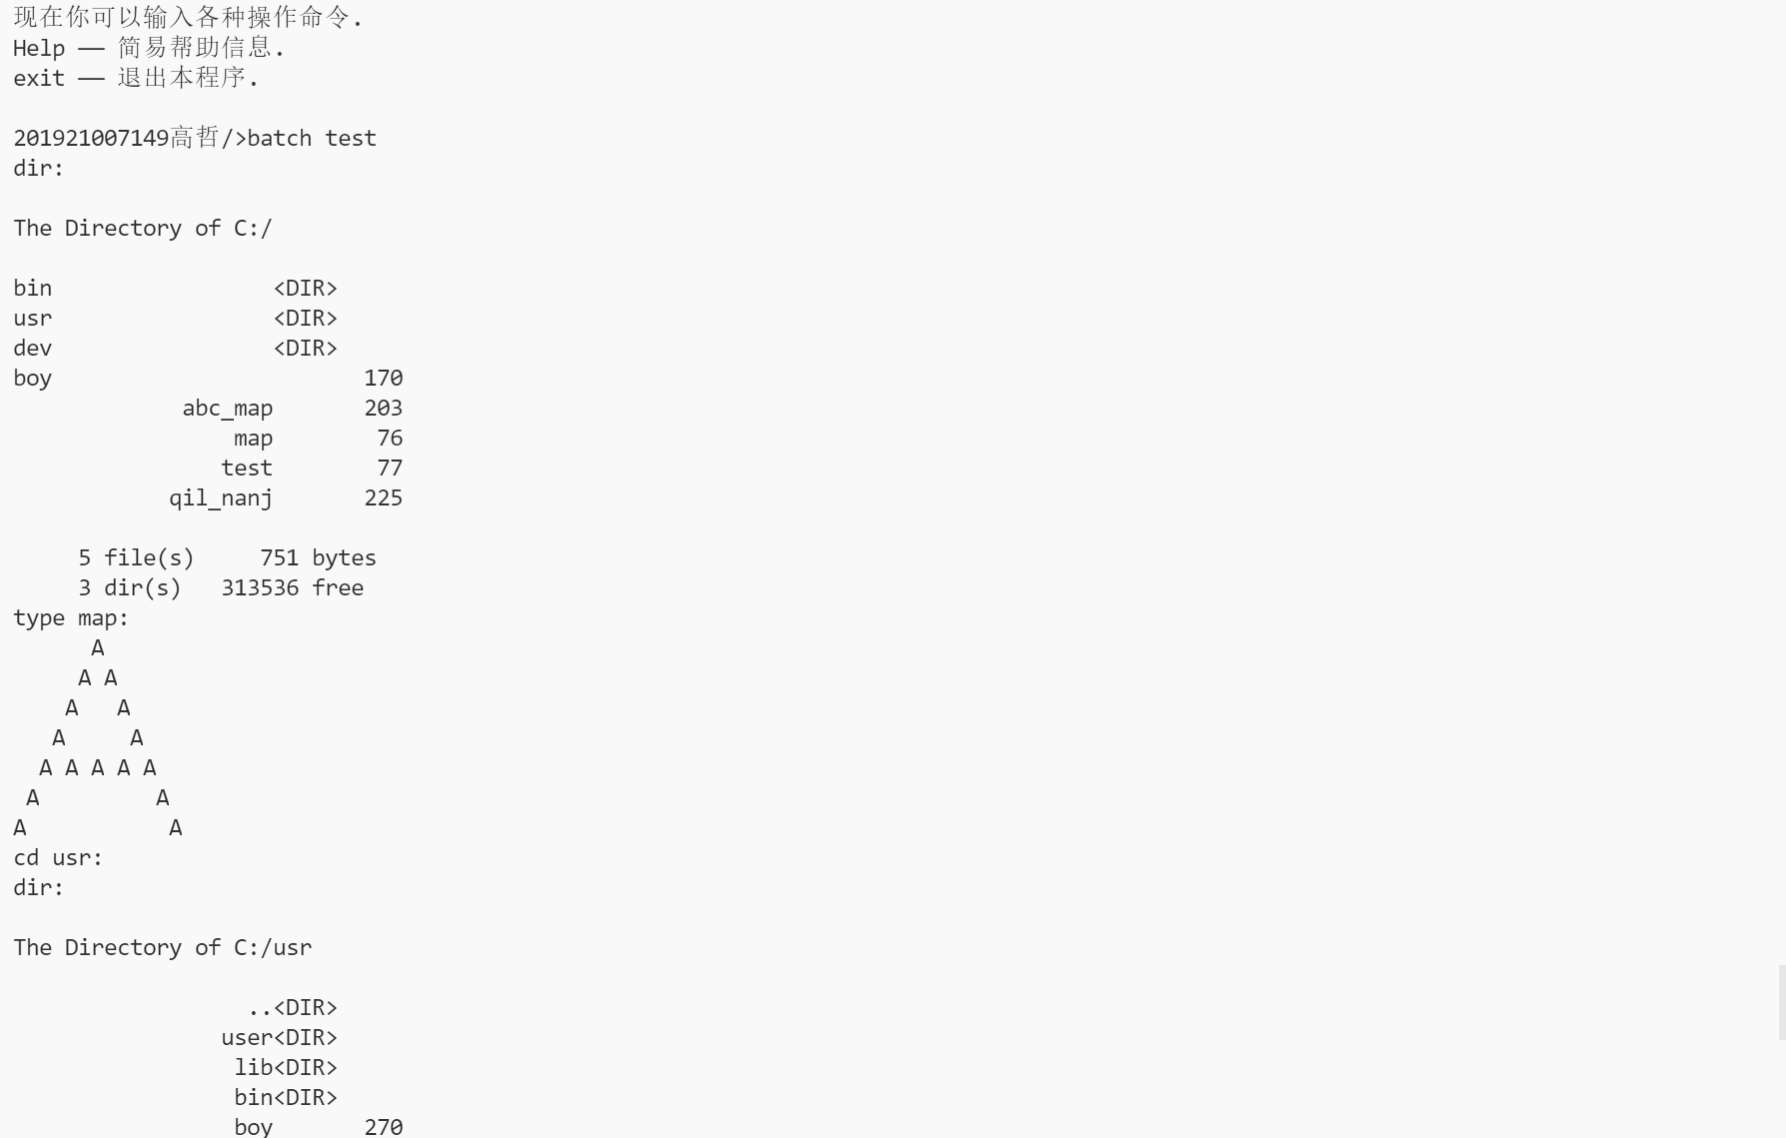 现在你可以输入各种操作命令.
Help —— 简易帮助信息.
exit —— 退出本程序.

201921007149高哲/>batch test
dir:

The Directory of C:/

bin                 <DIR>
usr                 <DIR>
dev                 <DIR>
boy                        170
             abc_map       203
                 map        76
                test        77
            qil_nanj       225

     5 file(s)     751 bytes
     3 dir(s)   313536 free
type map:
      A
     A A
    A   A
   A     A
  A A A A A
 A         A
A           A
cd usr:
dir:

The Directory of C:/usr

                  ..<DIR>
                user<DIR>
                 lib<DIR>
                 bin<DIR>
                 boy       270